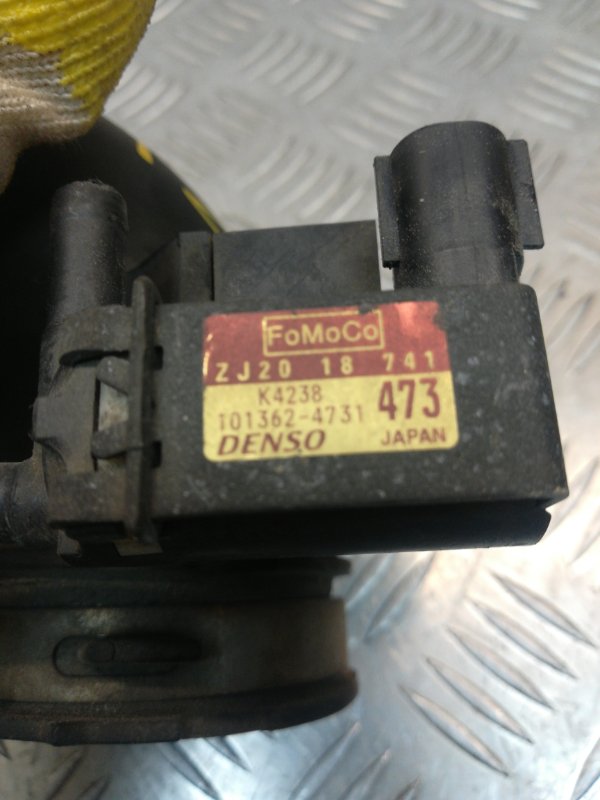 FoMoCo
ZJ20 18 741
K4238
101362-4731 473
DENSO JAPAN